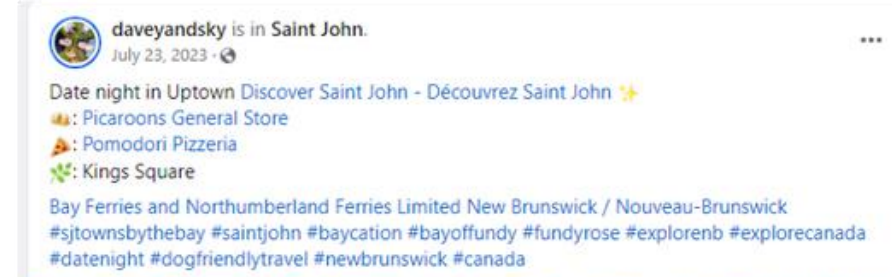 daveyandsky is in Saint John.
July 23, 2023 ·
Date night in Uptown Discover Saint John - Découvrez Saint John ✨
🍻: Picaroons General Store
🍕: Pomodori Pizzeria
🌿: Kings Square
Bay Ferries and Northumberland Ferries Limited New Brunswick / Nouveau-Brunswick
#sjtownsbythebay #saintjohn #baycation #bayoffundy #fundyrose #explorenb #explorecanada
#datenight #dogfriendlytravel #newbrunswick #canada